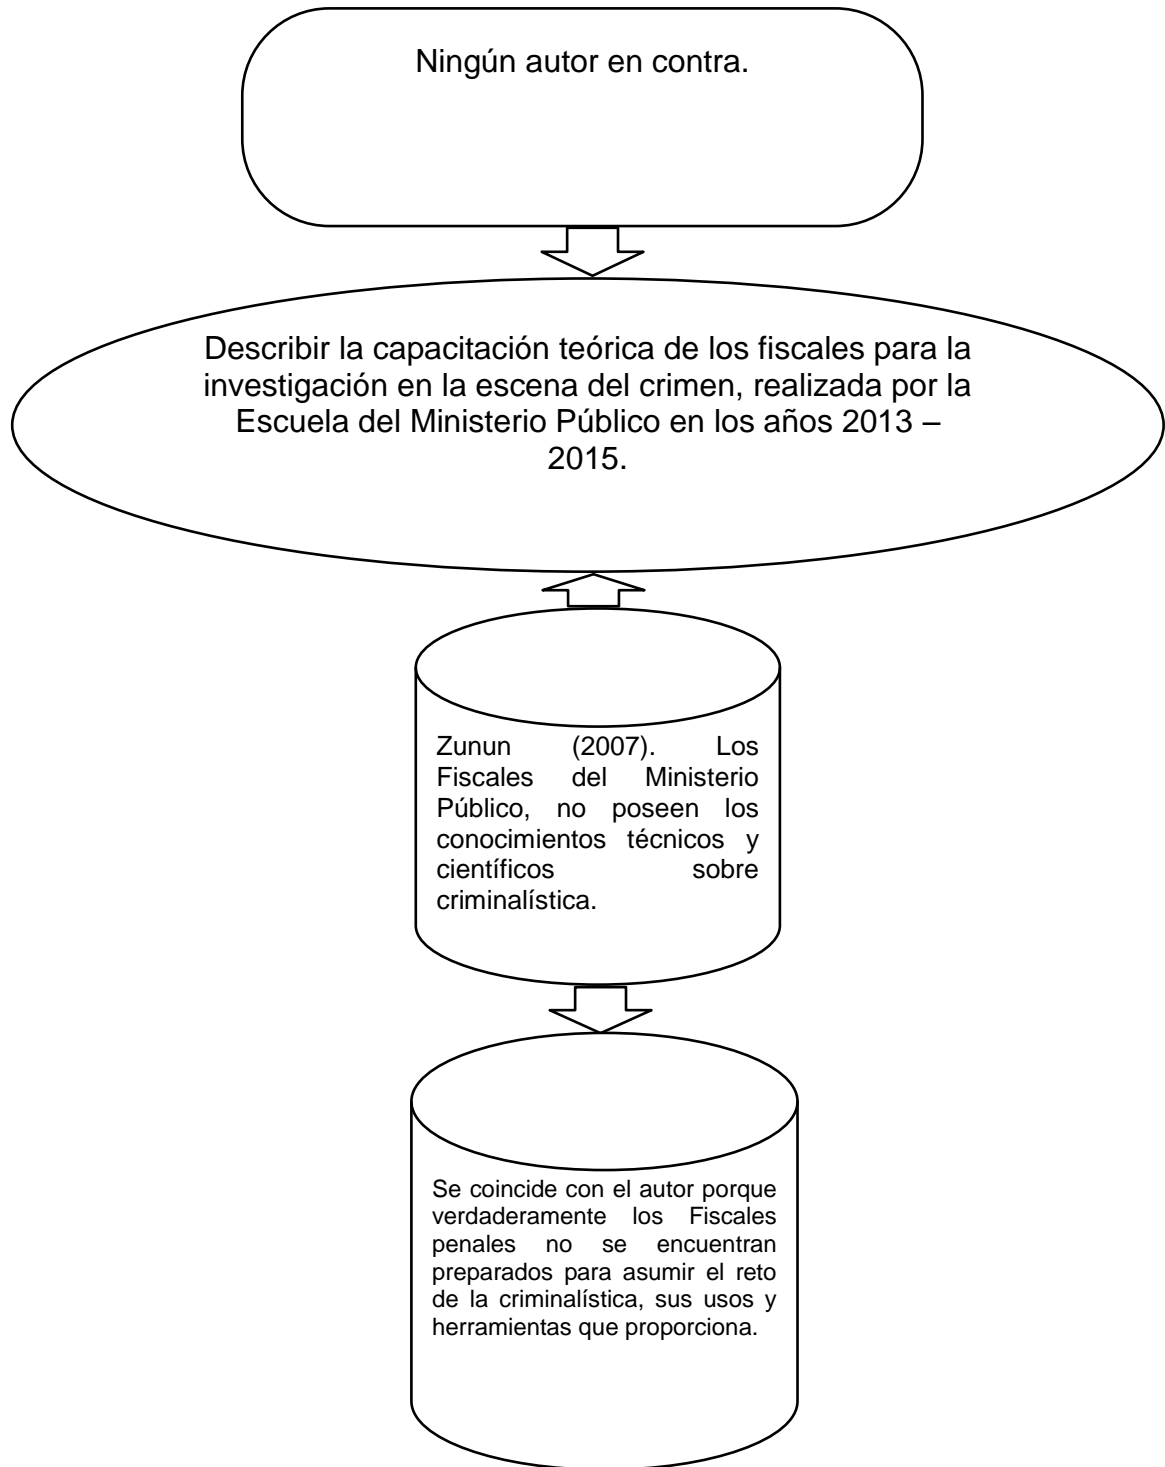 Ningún autor en contra.
Describir la capacitación teórica de los fiscales para la
investigación en la escena del crimen, realizada por la
Escuela del Ministerio Público en los años 2013 –
2015.
Zunun (2007). Los
Fiscales del Ministerio
Público, no poseen los
conocimientos técnicos y
científicos sobre
criminalística.
Se coincide con el autor porque
verdaderamente los Fiscales
penales no se encuentran
preparados para asumir el reto
de la criminalística, sus usos y
herramientas que proporciona.